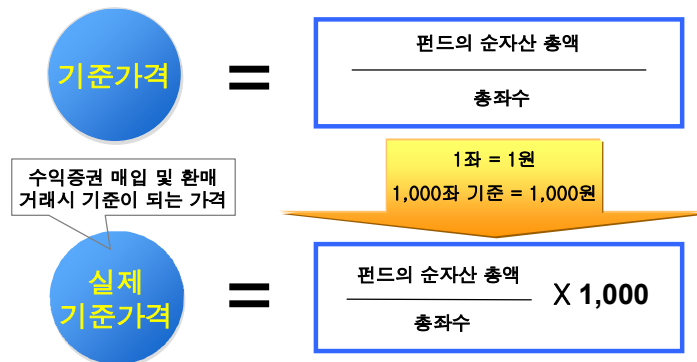 기준가격
=
펀드의 순자산 총액
총좌수
1좌 = 1원
1,000좌 기준 = 1,000원
수익증권 매입 및 환매
거래시 기준이 되는 가격
실제
기준가격
=
펀드의 순자산 총액
총좌수
X 1,000